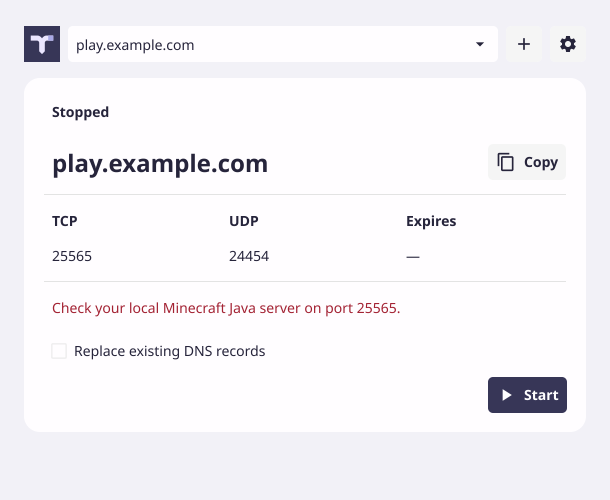 play.example.com
Stopped
play.example.com
Copy
TCP UDP Expires
25565 24454 —
Check your local Minecraft Java server on port 25565.
Replace existing DNS records
Start